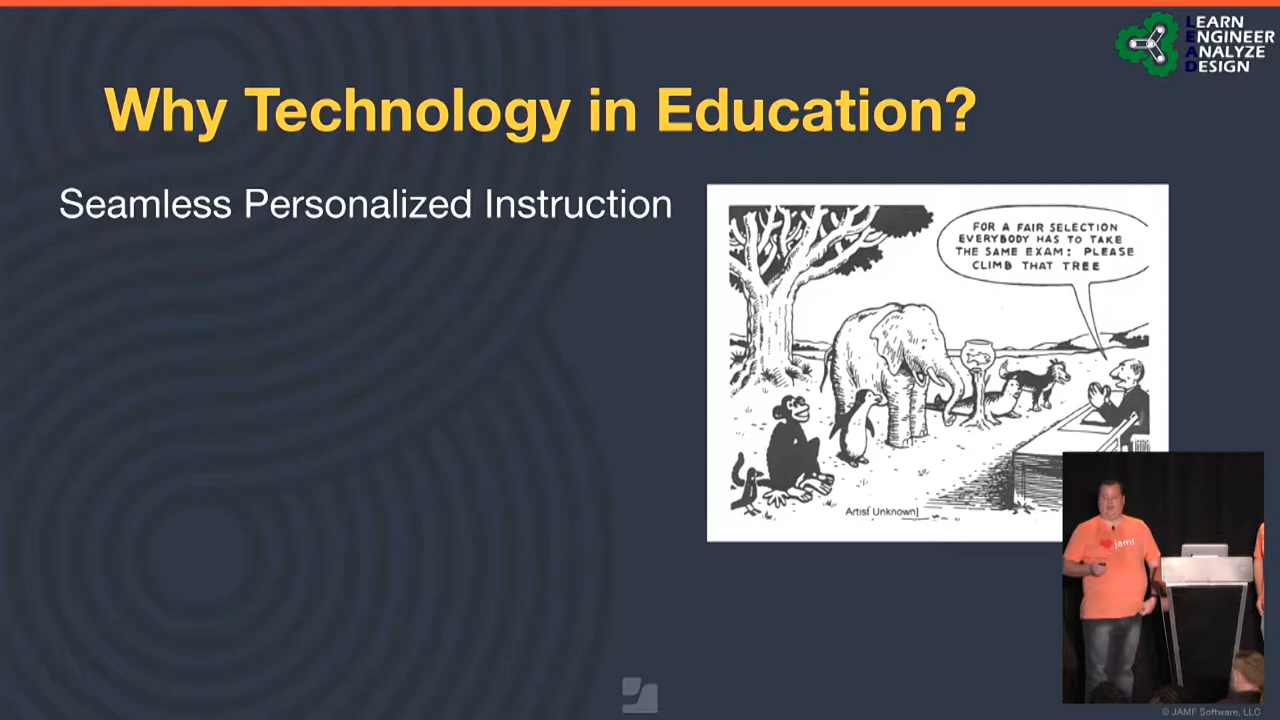 LEARN
ENGINEER
ANALYZE
DESIGN
Why Technology in Education?
Seamless Personalized Instruction
FOR A FAIR SELECTION
EVERYBODY HAS TO TAKE
THE SAME EXAM: PLEASE
CLIMB THAT TREE
Artist Unknown]
jamf
© JAMF Software, LLC